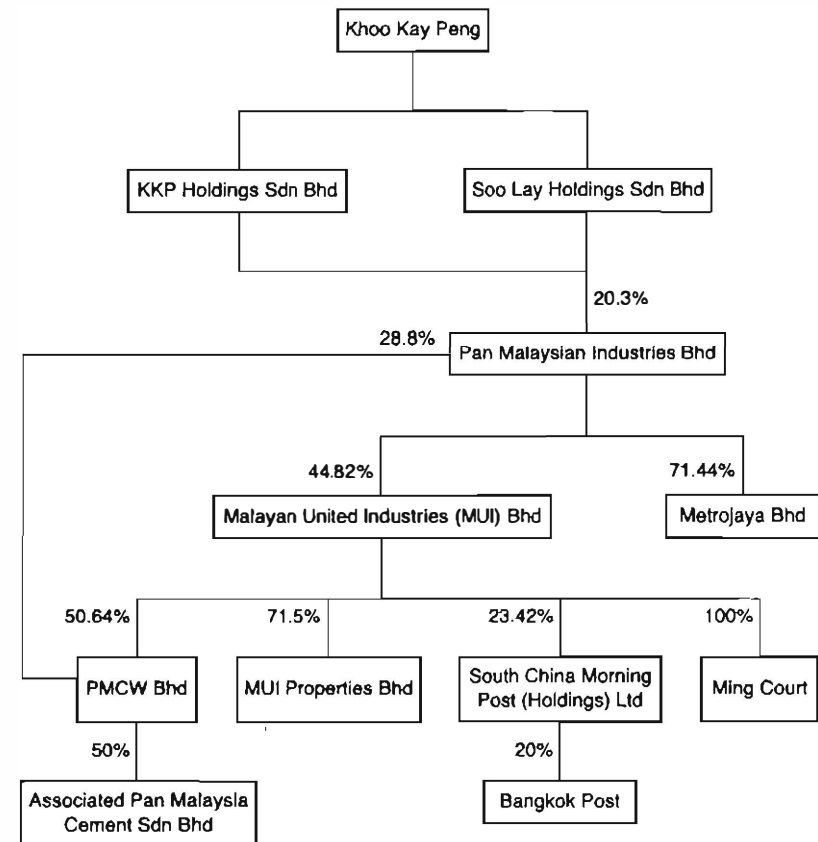 Khoo Kay Peng
KKP Holdings Sdn Bhd
Soo Lay Holdings Sdn Bhd
20.3%
28.8%
Pan Malaysian Industries Bhd
44.82%
71.44%
Malayan United Industries (MUI) Bhd
Metrojaya Bhd
50.64%
71.5%
23.42%
100%
PMCW Bhd
MUI Properties Bhd
South China Morning
Post (Holdings) Ltd
Ming Court
50%
20%
Associated Pan Malaysia
Cement Sdn Bhd
Bangkok Post